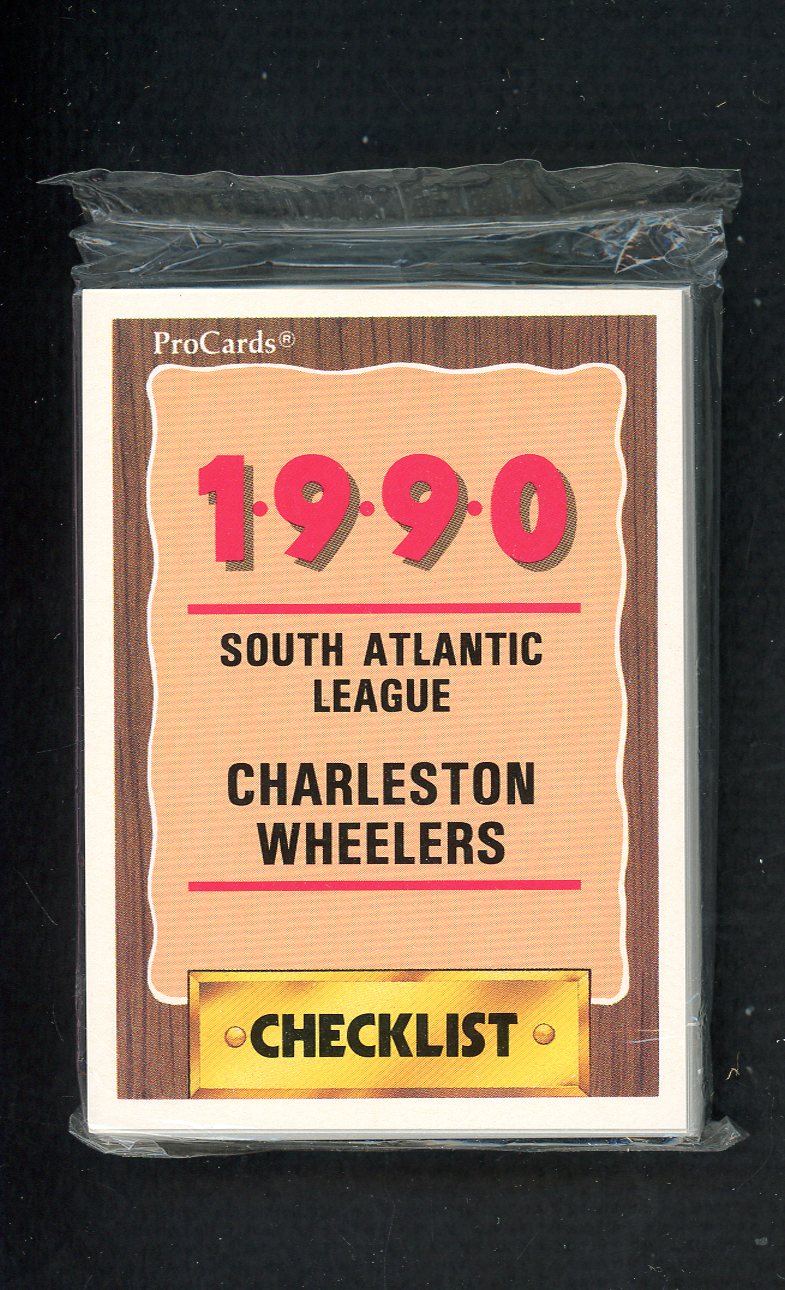 ProCards®
1·9·9·0
SOUTH ATLANTIC
LEAGUE
CHARLESTON
WHEELERS
CHECKLIST